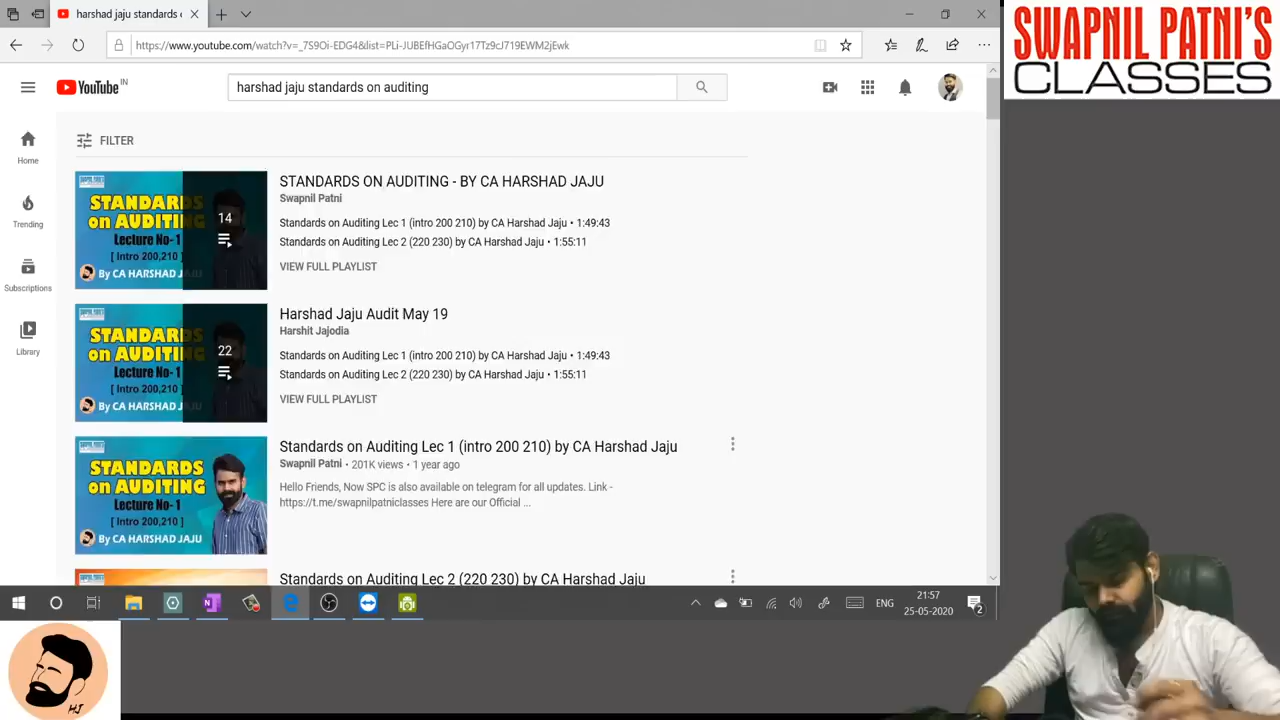 harshad jaju standards
https://www.youtube.com/watch?v=_7S9Oi-EDG4&list=PLi-JUBEfHGaOGyr17Tz9cJ719EWM2jEwk
SWAPNIL PATNI'S
CLASSES
YouTube IN
harshad jaju standards on auditing
FILTER
Home
Trending
Subscriptions
Library
STANDARDS
on AUDITING
Lecture No-1
[ Intro 200,210 ]
By CA HARSHAD JAJU
14
STANDARDS ON AUDITING - BY CA HARSHAD JAJU
Swapnil Patni
Standards on Auditing Lec 1 (intro 200 210) by CA Harshad Jaju • 1:49:43
Standards on Auditing Lec 2 (220 230) by CA Harshad Jaju • 1:55:11
VIEW FULL PLAYLIST
STANDARDS
on AUDITING
Lecture No-1
[ Intro 200,210 ]
By CA HARSHAD JAJU
22
Harshad Jaju Audit May 19
Harshit Jajodia
Standards on Auditing Lec 1 (intro 200 210) by CA Harshad Jaju • 1:49:43
Standards on Auditing Lec 2 (220 230) by CA Harshad Jaju • 1:55:11
VIEW FULL PLAYLIST
STANDARDS
on AUDITING
Lecture No-1
[ Intro 200,210 ]
By CA HARSHAD JAJU
Standards on Auditing Lec 1 (intro 200 210) by CA Harshad Jaju
Swapnil Patni • 201K views • 1 year ago
Hello Friends, Now SPC is also available on telegram for all updates. Link -
https://t.me/swapnilpatniclasses Here are our Official ...
Standards on Auditing Lec 2 (220 230) by CA Harshad Jaju
ENG
21:57
25-05-2020
2
HJ